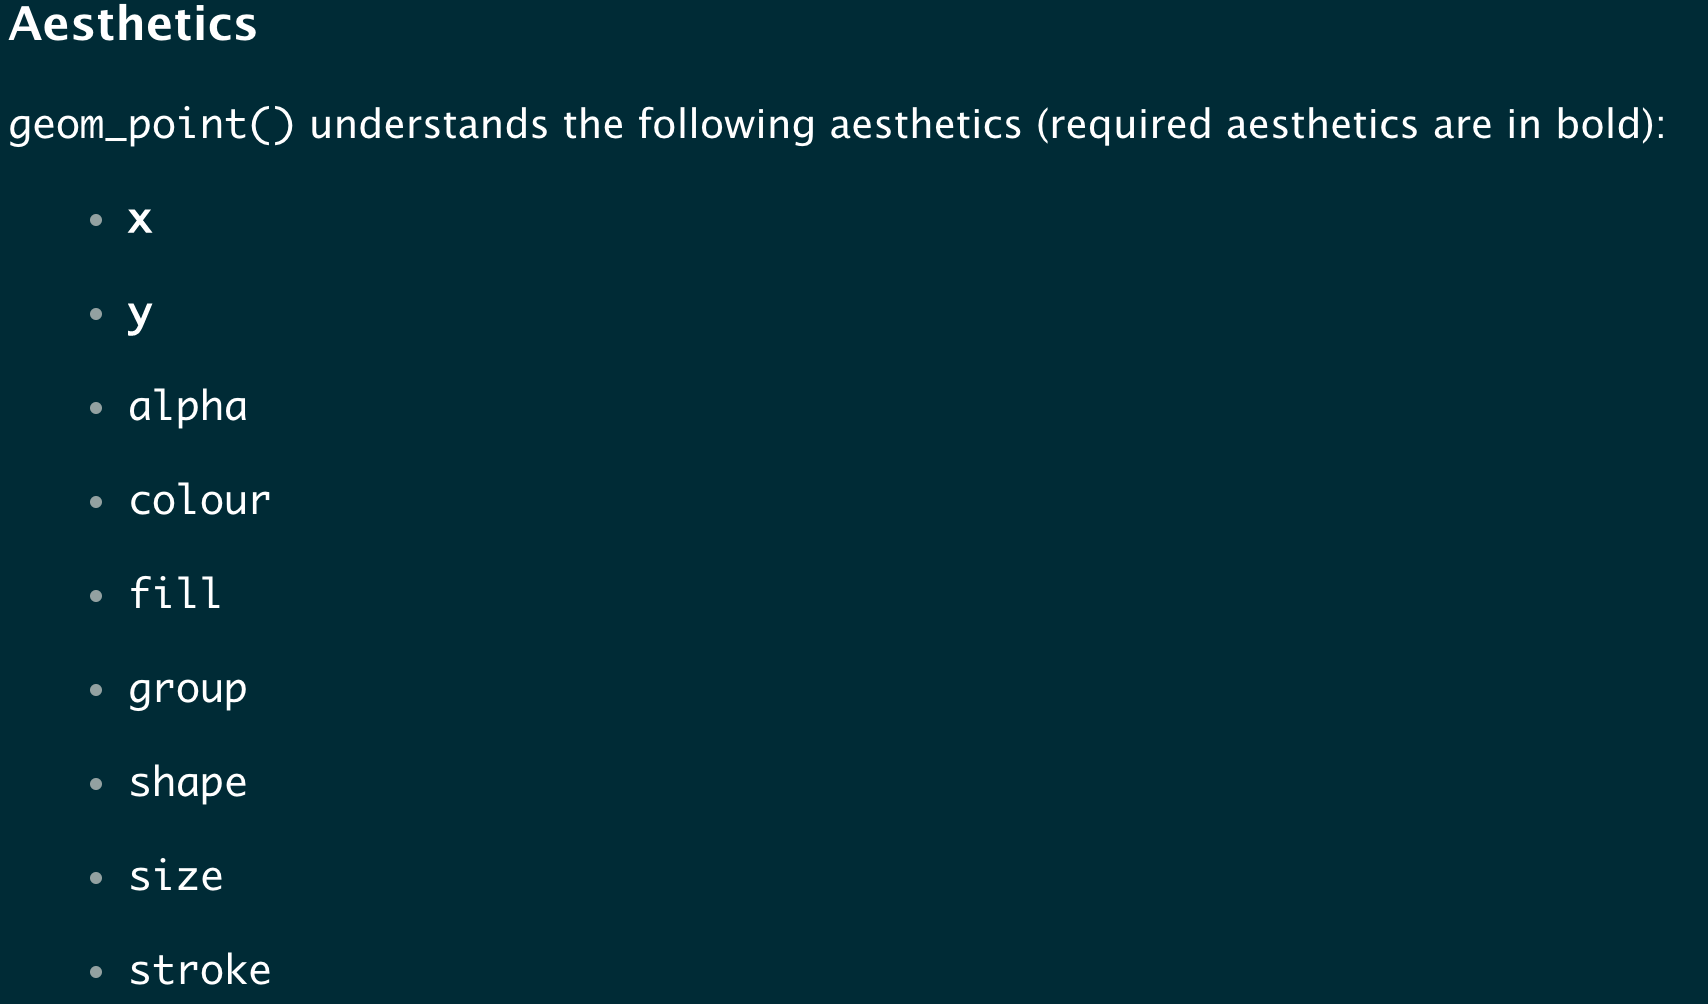 Aesthetics
geom_point() understands the following aesthetics (required aesthetics are in bold):
x
y
alpha
colour
fill
group
shape
size
stroke